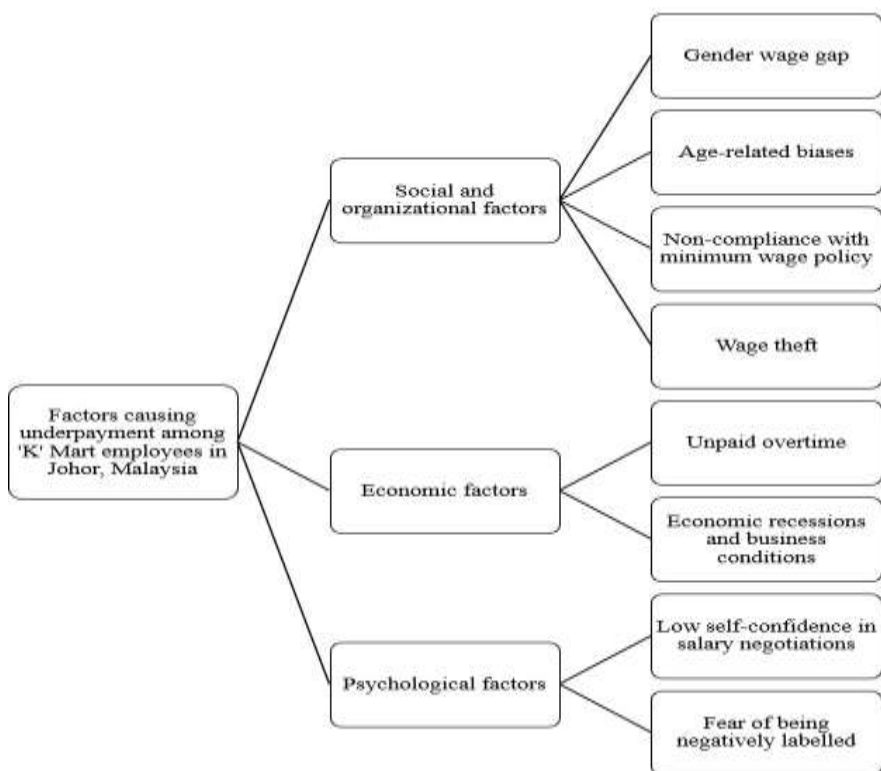 Gender wage gap
Age-related biases
Social and
organizational factors
Non-compliance with
minimum wage policy
Wage theft
Factors causing
underpayment among
'K' Mart employees in
Johor, Malaysia
Unpaid overtime
Economic factors
Economic recessions
and business
conditions
Low self-confidence in
salary negotiations
Psychological factors
Fear of being
negatively labelled